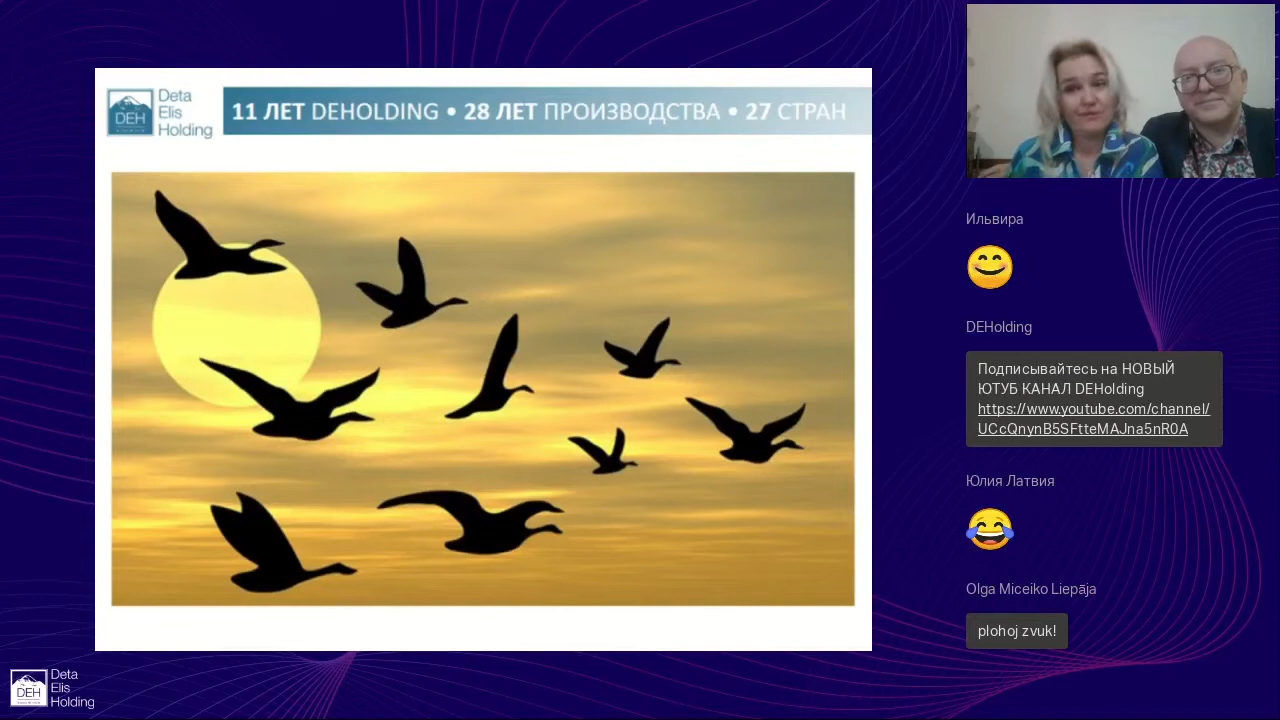 Deta
Elis
Holding
DEH
11 ЛЕТ DEHOLDING • 28 ЛЕТ ПРОИЗВОДСТВА • 27 СТРАН
Ильвира
DEHolding
Подписывайтесь на НОВЫЙ
ЮТУБ КАНАЛ DEHolding
https://www.youtube.com/channel/
UCcQnynB5SFtteMAJna5nR0A
Юлия Латвия
Olga Miceiko Liepāja
plohoj zvuk!
DEH
Deta
Elis
Holding